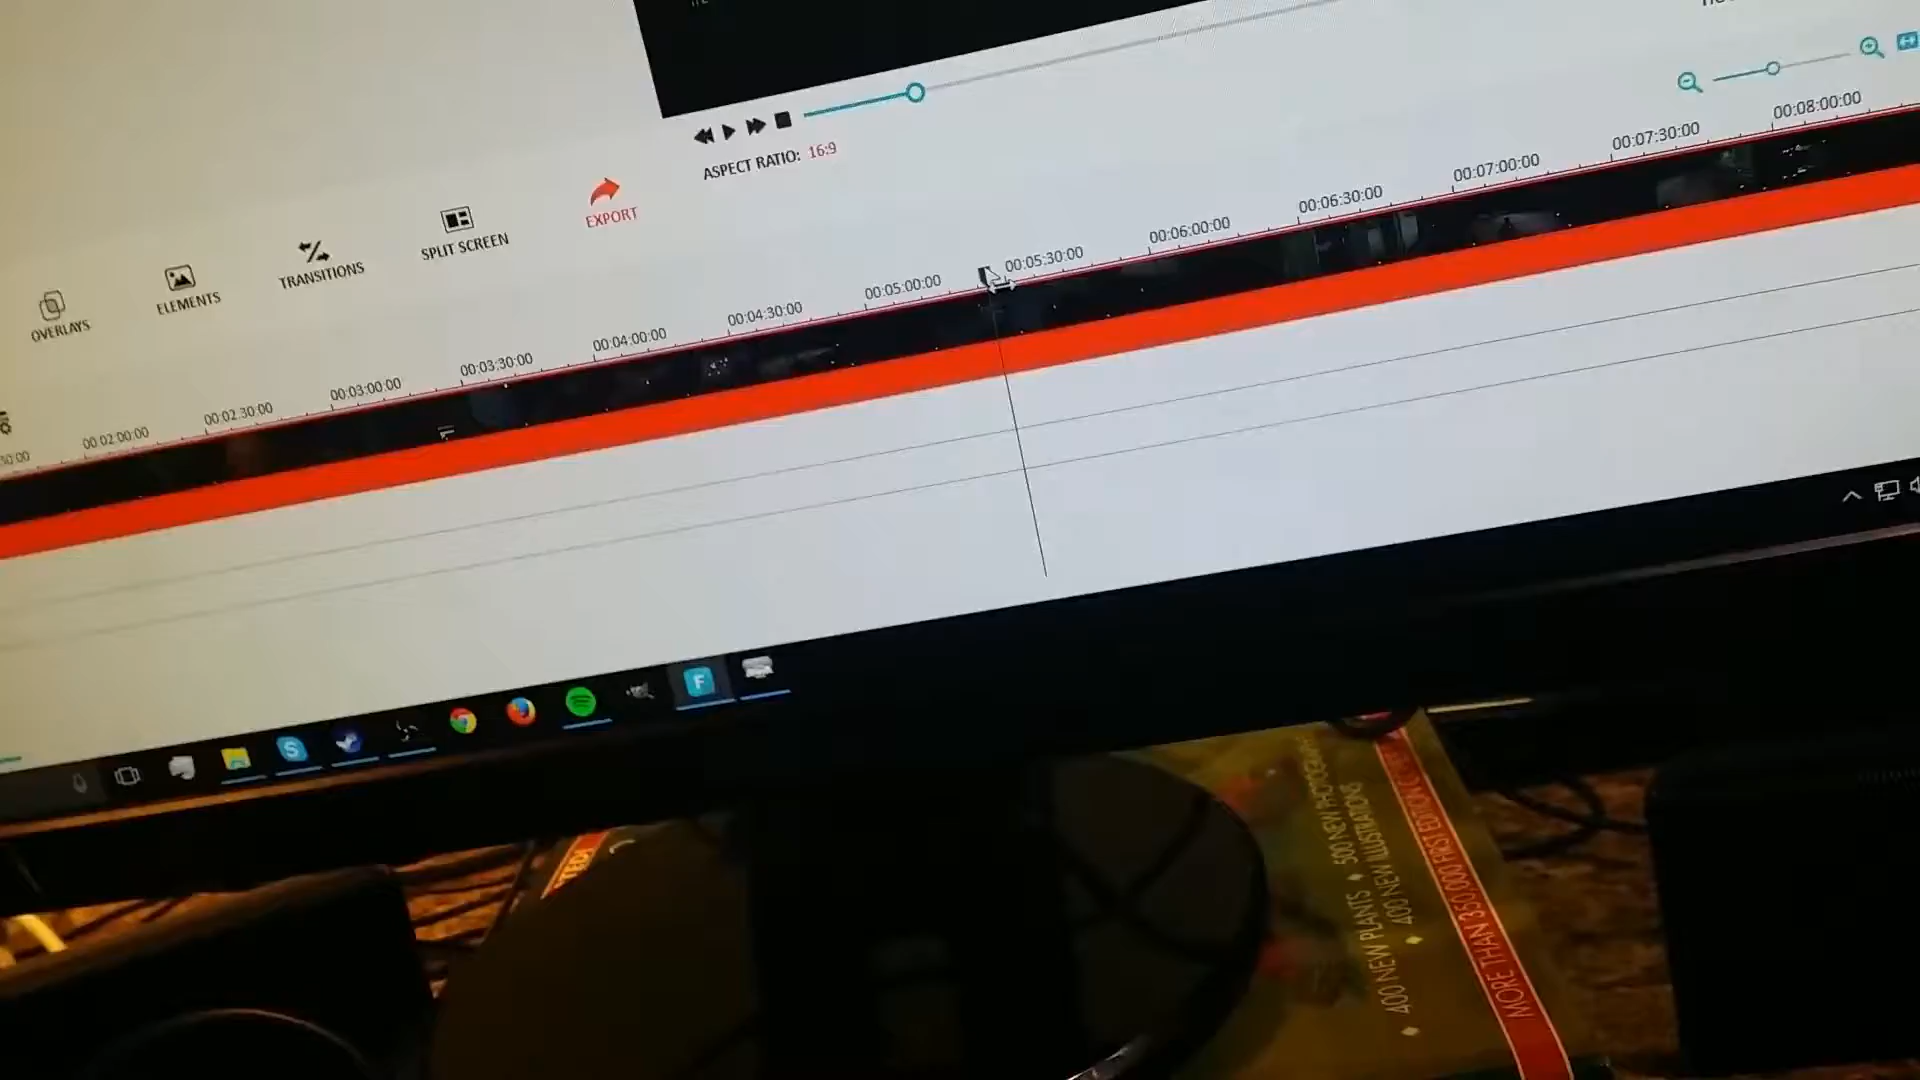 ASPECT RATIO: 16:9
EXPORT
SPLIT SCREEN
TRANSITIONS
ELEMENTS
OVERLAYS
00:02:00:00
00:02:30:00
00:03:00:00
00:03:30:00
00:04:00:00
00:04:30:00
00:05:00:00
00:05:30:00
00:06:00:00
00:06:30:00
00:07:00:00
00:07:30:00
00:08:00:00
F
S
400 NEW PLANTS ♦ 500 NEW PHOTOGRAPH
♦ 400 NEW ILLUSTRATIONS
MORE THAN 350,000 FIRST EDITION